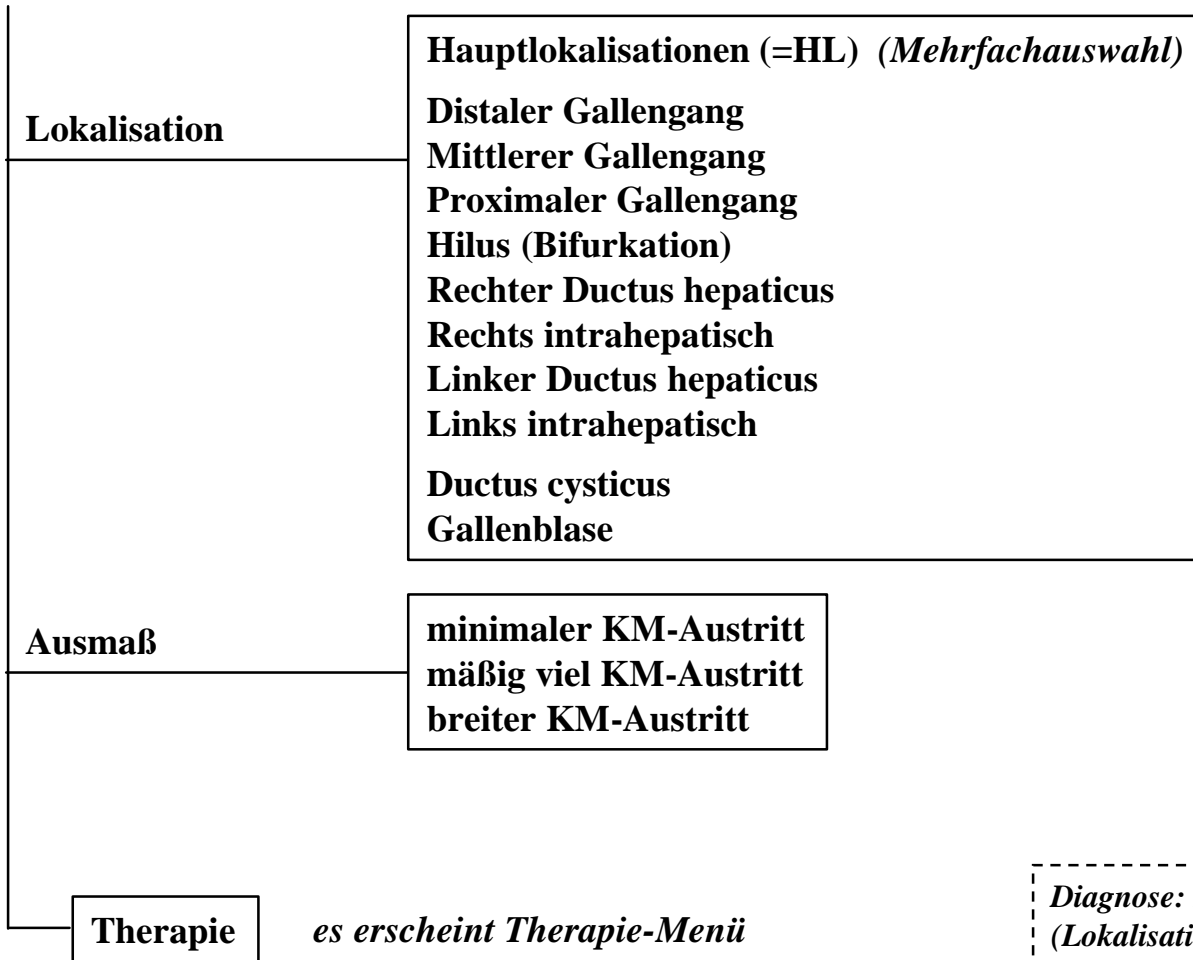 Hauptlokalisationen (=HL) (Mehrfachauswahl)
Lokalisation
Distaler Gallengang
Mittlerer Gallengang
Proximaler Gallengang
Hilus (Bifurkation)
Rechter Ductus hepaticus
Rechts intrahepatisch
Linker Ductus hepaticus
Links intrahepatisch
Ductus cysticus
Gallenblase
Ausmaß
minimaler KM-Austritt
mäßig viel KM-Austritt
breiter KM-Austritt
Therapie es erscheint Therapie-Menü
Diagnose: